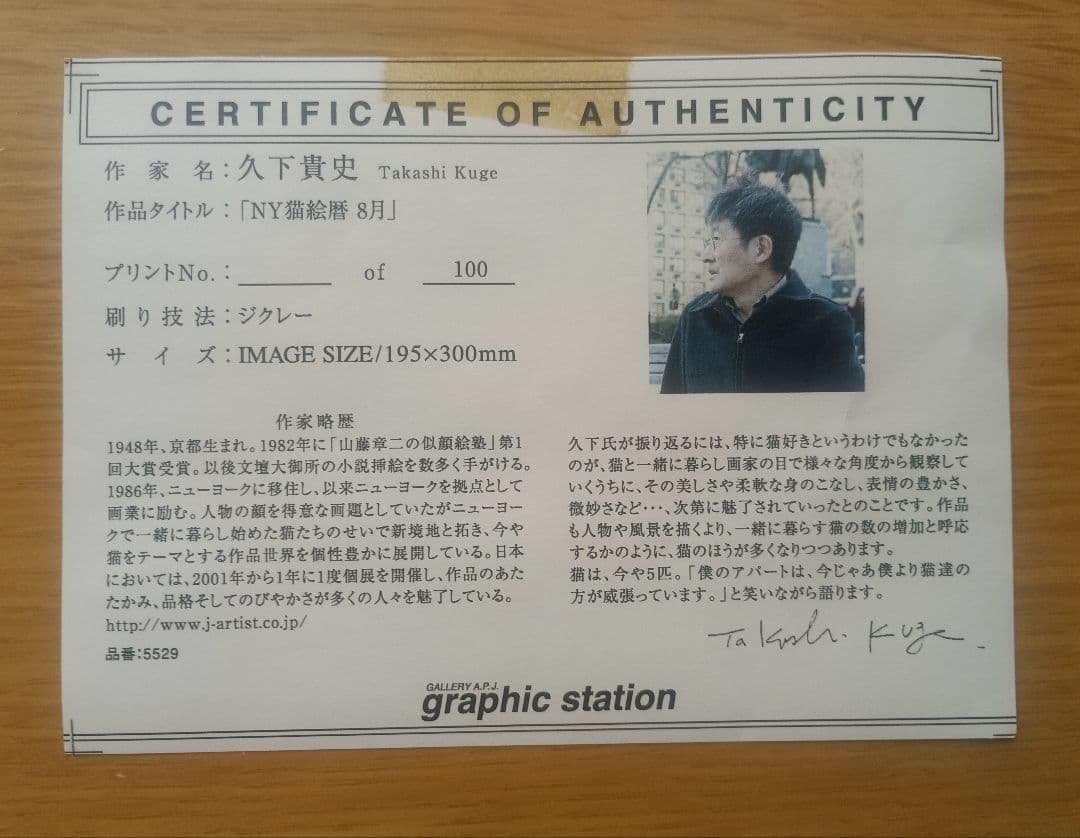 CERTIFICATE OF AUTHENTICITY
作家名：久下貴史 Takashi Kuge
作品タイトル：「NY猫絵暦 8月」
プリントNo.：______ of 100
刷り技法：ジクレー
サイズ：IMAGE SIZE/195×300mm
作家略歴
1948年、京都生まれ。1982年に「山藤章二の似顔絵塾」第1
回大賞受賞。以後文壇大御所の小説挿絵を数多く手がける。
1986年、ニューヨークに移住し、以来ニューヨークを拠点として
画業に励む。人物の顔を得意な画題としていたがニューヨー
クで一緒に暮らし始めた猫たちのせいで新境地と拓き、今や
猫をテーマとする作品世界を個性豊かに展開している。日本
においては、2001年から1年に1度個展を開催し、作品のあた
たかみ、品格そしてのびやかさが多くの人々を魅了している。
http://www.j-artist.co.jp/
品番：5529
久下氏が振り返るには、特に猫好きというわけでもなかった
のが、猫と一緒に暮らし画家の目で様々な角度から観察して
いくうちに、その美しさや柔軟な身のこなし、表情の豊かさ、
微妙さなど・・・、次第に魅了されていったとのことです。作品
も人物や風景を描くより、一緒に暮らす猫の数の増加と呼応
するかのように、猫のほうが多くなりつつあります。
猫は、今や5匹。「僕のアパートは、今じゃあ僕より猫達の
方が威張っています。」と笑いながら語ります。
Takashi Kuge.
GALLERY A.P.J.
graphic station